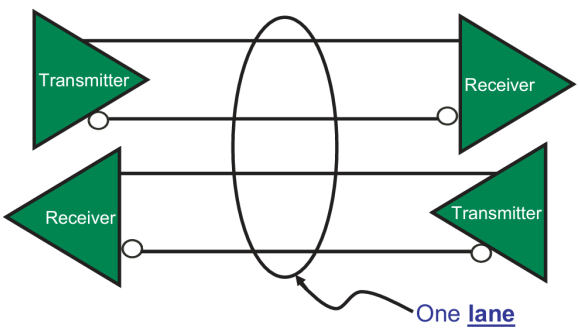 Transmitter
Receiver
Receiver
Transmitter
One lane